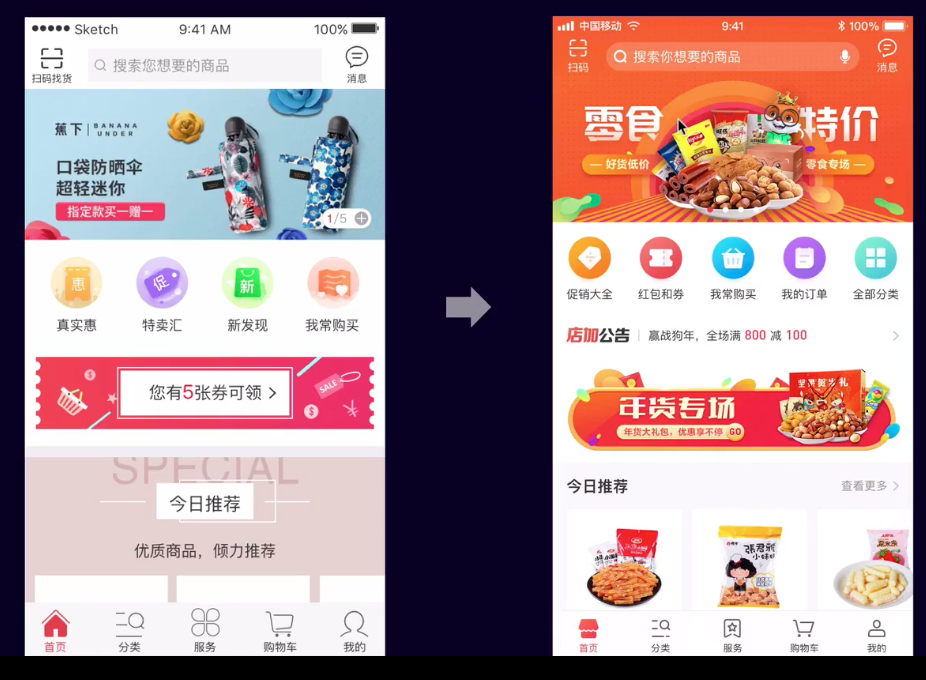 Sketch 9:41 AM 100%
扫码找货
搜索您想要的商品
消息
蕉下 BANANA UNDER
口袋防晒伞
超轻迷你
指定款买一赠一
1/5
惠 促 新
真实惠 特卖汇 新发现 我常购买
您有5张券可领
SALE
SPECIAL
今日推荐
优质商品，倾力推荐
首页 分类 服务 购物车 我的
中国移动 9:41 100%
扫码
搜索你想要的商品
消息
零食 特价
好货低价 零食专场
促销大全 红包和券 我常购买 我的订单 全部分类
店加公告 赢战狗年，全场满 800 减 100
年货专场
年货大礼包，优惠享不停 GO
今日推荐 查看更多
張君雅
小妹妹
首页 分类 服务 购物车 我的